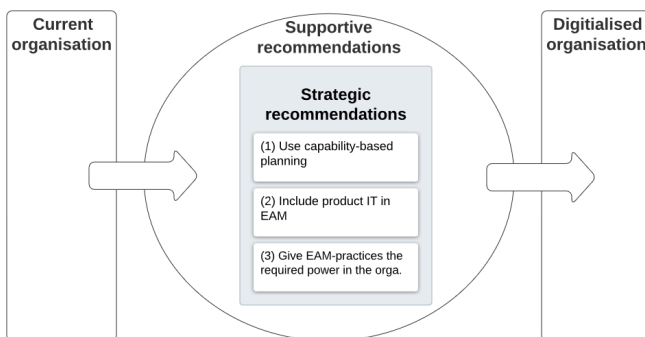 Current
organisation
Supportive
recommendations
Digitialised
organisation
Strategic
recommendations
(1) Use capability-based
planning
(2) Include product IT in
EAM
(3) Give EAM-practices the
required power in the orga.